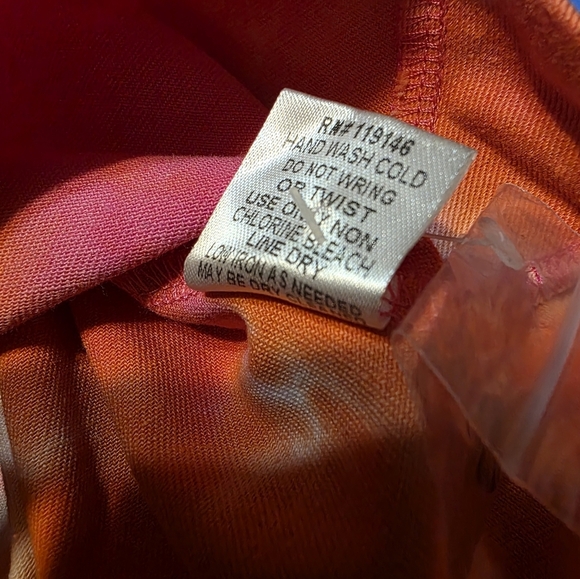 RN#119146
HAND WASH COLD
DO NOT WRING
OR TWIST
USE ONLY NON
CHLORINE BLEACH
LINE DRY
LOW IRON AS NEEDED
MAY BE DRY CLEANED